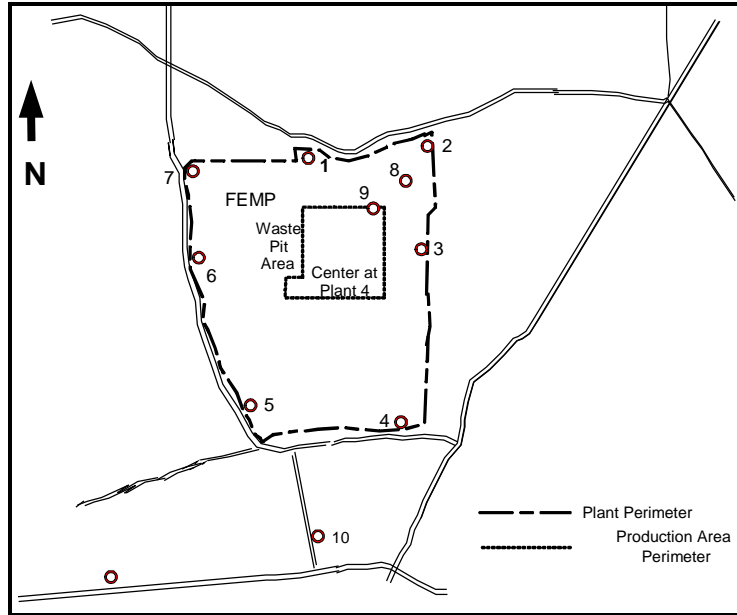 N
1
2
7
8
FEMP
9
Waste
Pit
Area
3
6
Center at
Plant 4
5
4
Plant Perimeter
Production Area
Perimeter
10